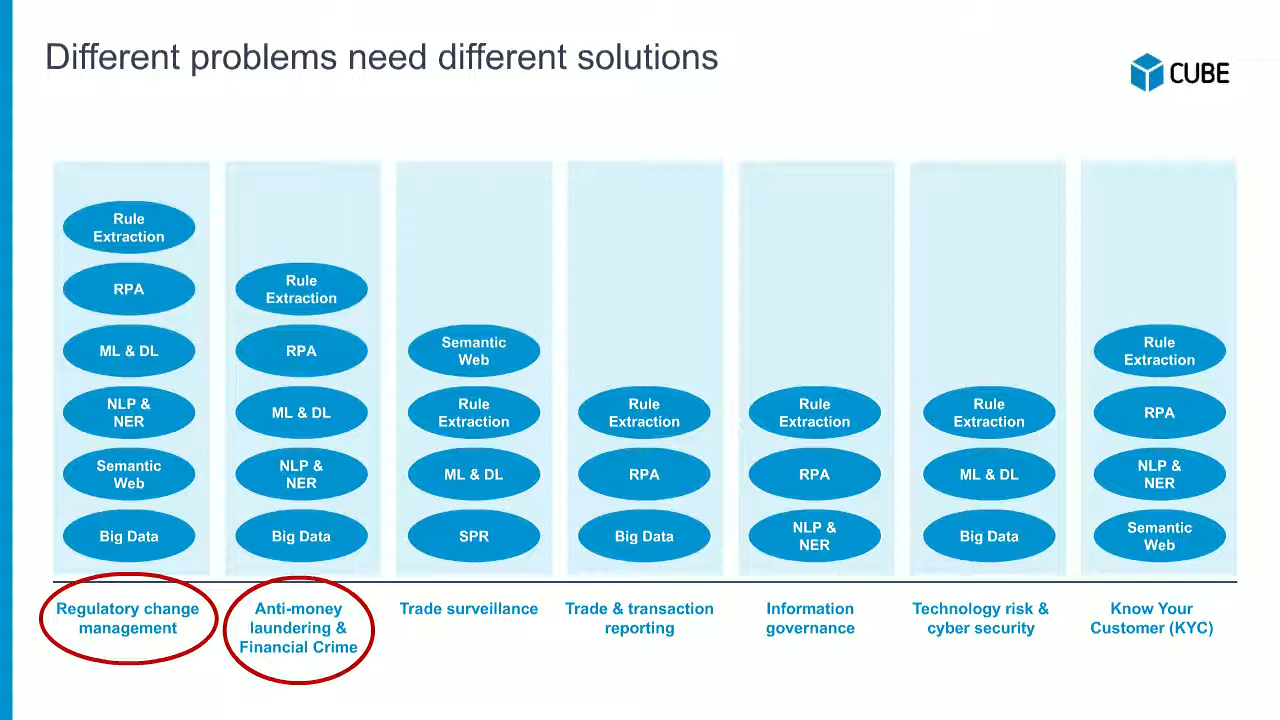 Different problems need different solutions
CUBE
Rule
Extraction
RPA
ML & DL
NLP &
NER
Semantic
Web
Big Data
Regulatory change
management
Rule
Extraction
RPA
ML & DL
NLP &
NER
Big Data
Anti-money
laundering &
Financial Crime
Semantic
Web
Rule
Extraction
ML & DL
SPR
Trade surveillance
Rule
Extraction
RPA
Big Data
Trade & transaction
reporting
Rule
Extraction
RPA
NLP &
NER
Information
governance
Rule
Extraction
ML & DL
Big Data
Technology risk &
cyber security
Rule
Extraction
RPA
NLP &
NER
Semantic
Web
Know Your
Customer (KYC)